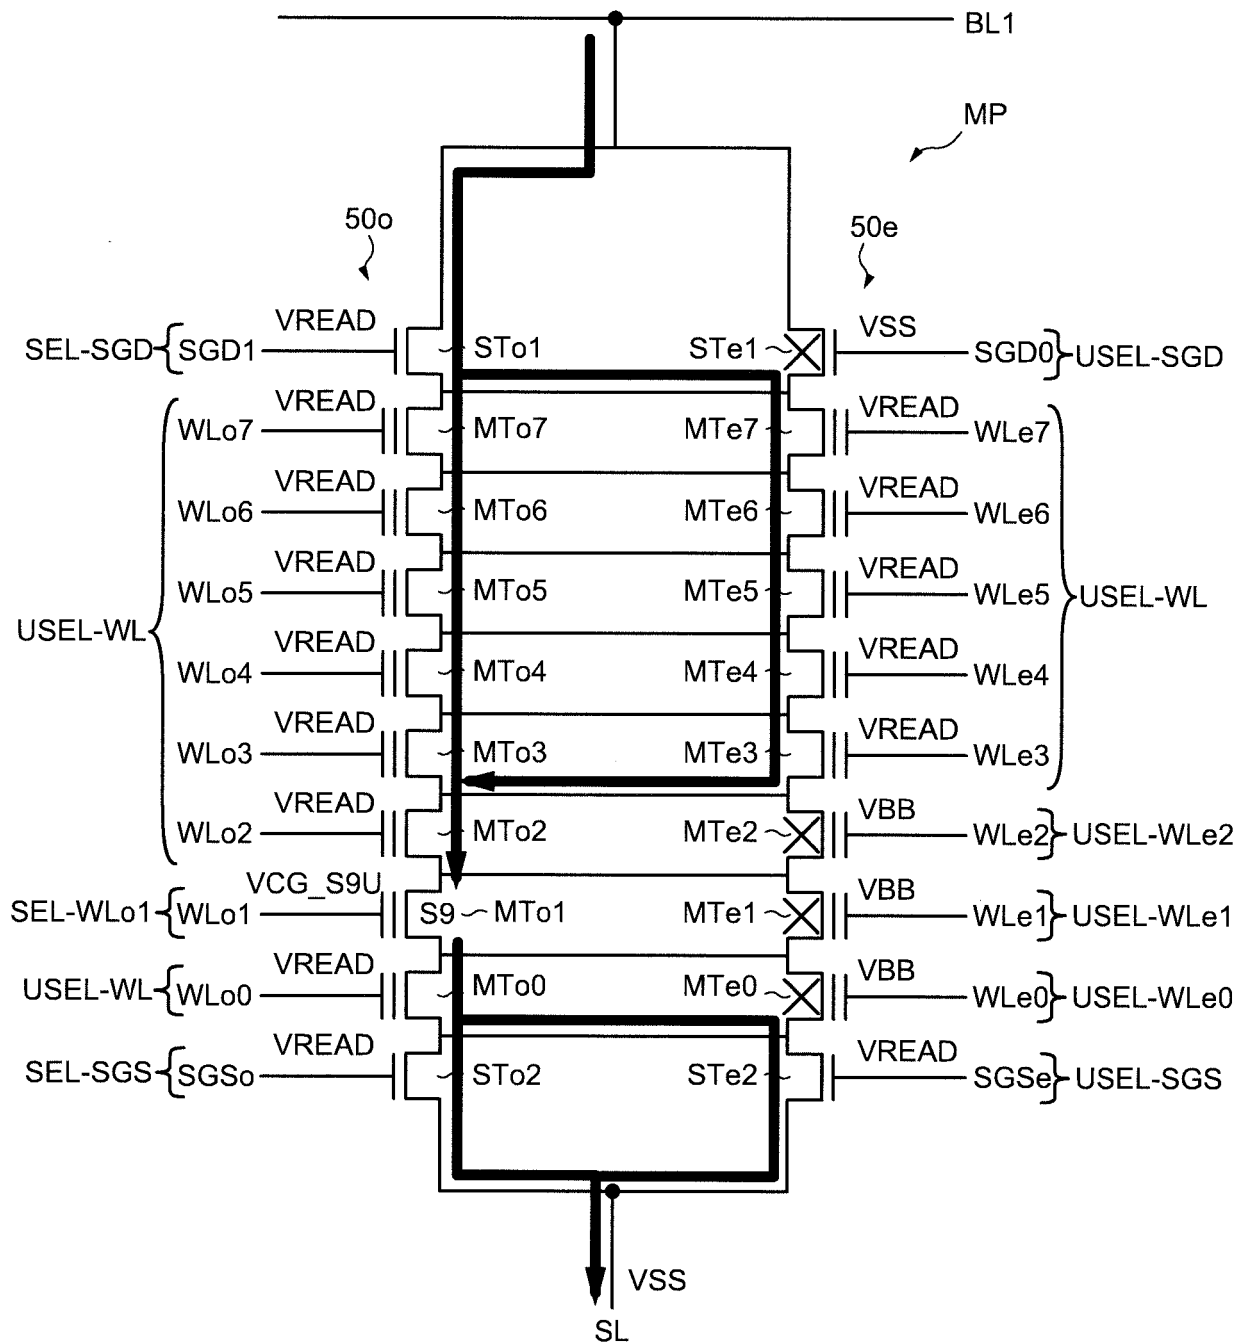 BL1
MP
50o
50e
VREAD
VSS
SEL-SGD
SGD1
STo1
STe1
SGD0
USEL-SGD
VREAD
VREAD
WLo7
MTo7
MTe7
WLe7
VREAD
VREAD
WLo6
MTo6
MTe6
WLe6
VREAD
VREAD
WLo5
MTo5
MTe5
WLe5
USEL-WL
USEL-WL
VREAD
VREAD
WLo4
MTo4
MTe4
WLe4
VREAD
VREAD
WLo3
MTo3
MTe3
WLe3
VREAD
VBB
WLo2
MTo2
MTe2
WLe2
USEL-WLe2
VCG_S9U
VBB
SEL-WLo1
WLo1
S9
MTo1
MTe1
WLe1
USEL-WLe1
VREAD
VBB
USEL-WL
WLo0
MTo0
MTe0
WLe0
USEL-WLe0
VREAD
VREAD
SEL-SGS
SGSo
STo2
STe2
SGSe
USEL-SGS
VSS
SL